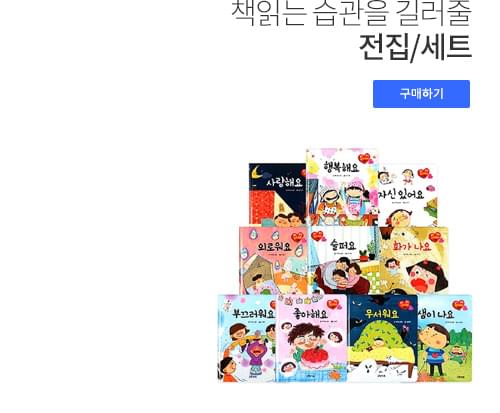 책읽는 습관을 길러줄
전집/세트
구매하기
행복해요
사랑해요
자신 있어요
외로워요
슬퍼요
화가 나요
부끄러워요
좋아해요
무서워요
샘이 나요